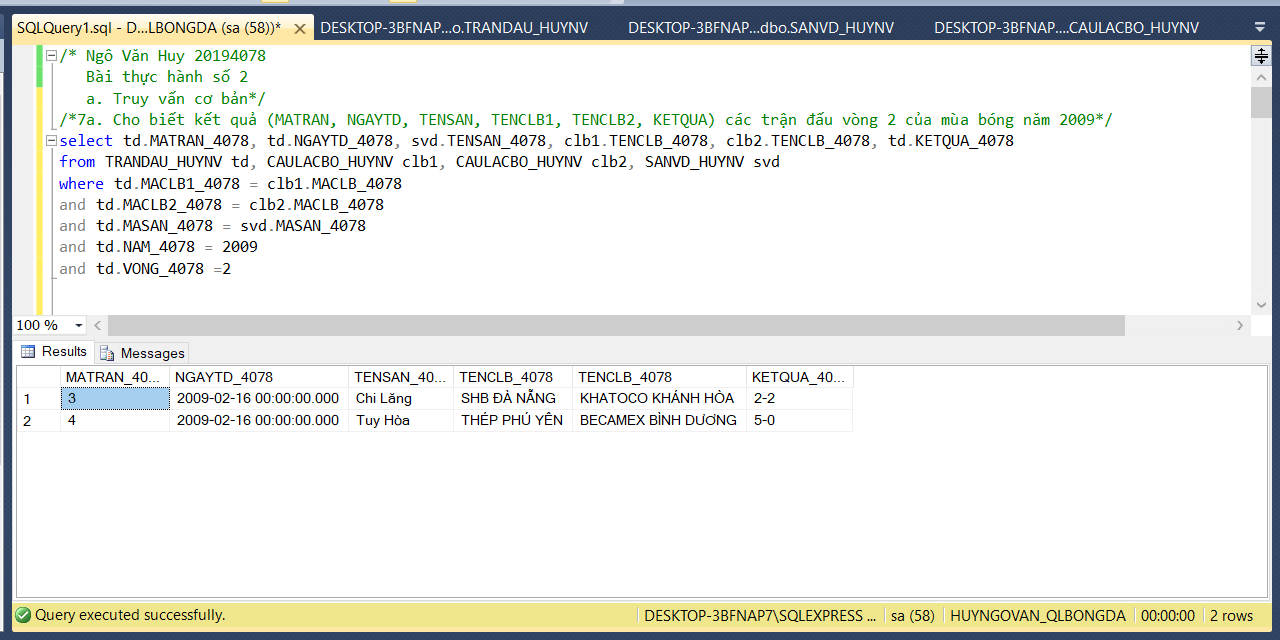 SQLQuery1.sql - D...LBONGDA (sa (58))* DESKTOP-3BFNAP...o.TRANDAU_HUYNV DESKTOP-3BFNAP...dbo.SANVD_HUYNV DESKTOP-3BFNAP....CAULACBO_HUYNV
/* Ngô Văn Huy 20194078
Bài thực hành số 2
a. Truy vấn cơ bản*/
/*7a. Cho biết kết quả (MATRAN, NGAYTD, TENSAN, TENCLB1, TENCLB2, KETQUA) các trận đấu vòng 2 của mùa bóng năm 2009*/
select td.MATRAN_4078, td.NGAYTD_4078, svd.TENSAN_4078, clb1.TENCLB_4078, clb2.TENCLB_4078, td.KETQUA_4078
from TRANDAU_HUYNV td, CAULACBO_HUYNV clb1, CAULACBO_HUYNV clb2, SANVD_HUYNV svd
where td.MACLB1_4078 = clb1.MACLB_4078
and td.MACLB2_4078 = clb2.MACLB_4078
and td.MASAN_4078 = svd.MASAN_4078
and td.NAM_4078 = 2009
and td.VONG_4078 =2
100 %
Results Messages
MATRAN_40... NGAYTD_4078 TENSAN_40... TENCLB_4078 TENCLB_4078 KETQUA_40...
1 3 2009-02-16 00:00:00.000 Chi Lăng SHB ĐÀ NẴNG KHATOCO KHÁNH HÒA 2-2
2 4 2009-02-16 00:00:00.000 Tuy Hòa THÉP PHÚ YÊN BECAMEX BÌNH DƯƠNG 5-0
Query executed successfully. DESKTOP-3BFNAP7\SQLEXPRESS ... sa (58) HUYNGOVAN_QLBONGDA 00:00:00 2 rows